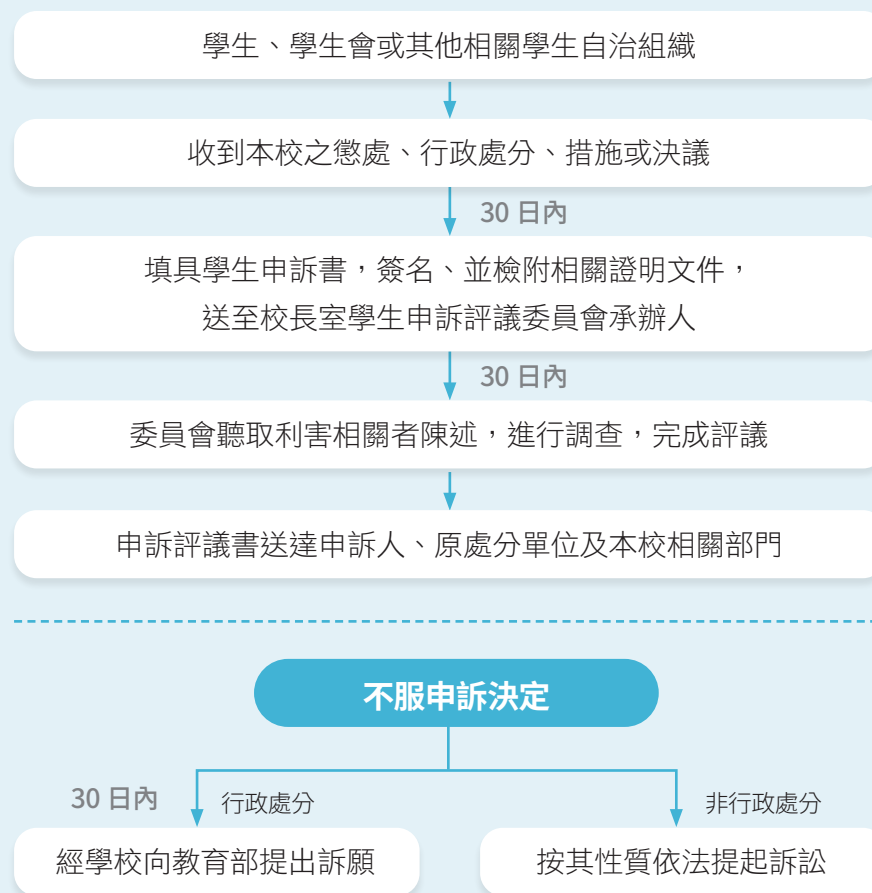 學生、學生會或其他相關學生自治組織
收到本校之懲處、行政處分、措施或決議
30 日內
填具學生申訴書，簽名、並檢附相關證明文件，
送至校長室學生申訴評議委員會承辦人
30 日內
委員會聽取利害相關者陳述，進行調查，完成評議
申訴評議書送達申訴人、原處分單位及本校相關部門
不服申訴決定
30 日內
行政處分
非行政處分
經學校向教育部提出訴願
按其性質依法提起訴訟